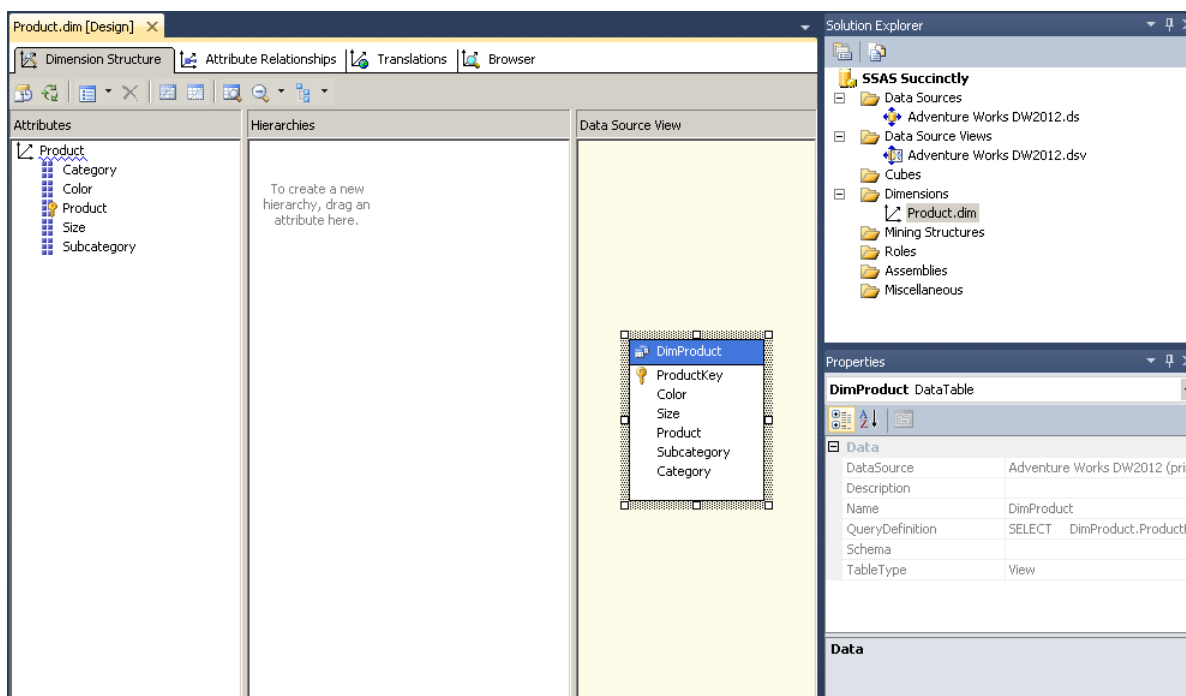 Product.dim [Design]
Dimension Structure
Attribute Relationships
Translations
Browser
Attributes
Product
Category
Color
Product
Size
Subcategory
Hierarchies
To create a new
hierarchy, drag an
attribute here.
Data Source View
DimProduct
ProductKey
Color
Size
Product
Subcategory
Category
Solution Explorer
SSAS Succinctly
Data Sources
Adventure Works DW2012.ds
Data Source Views
Adventure Works DW2012.dsv
Cubes
Dimensions
Product.dim
Mining Structures
Roles
Assemblies
Miscellaneous
Properties
DimProduct DataTable
Data
DataSource Adventure Works DW2012 (pri
Description
Name DimProduct
QueryDefinition SELECT DimProduct.Product
Schema
TableType View
Data